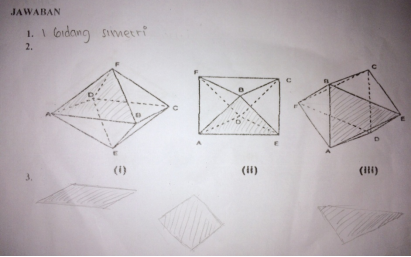 JAWABAN
1. 1 bidang simetri
2.
F
D
A
B
C
E
(i)
F
C
B
D
A
E
(ii)
C
B
F
E
D
A
(iii)
3.